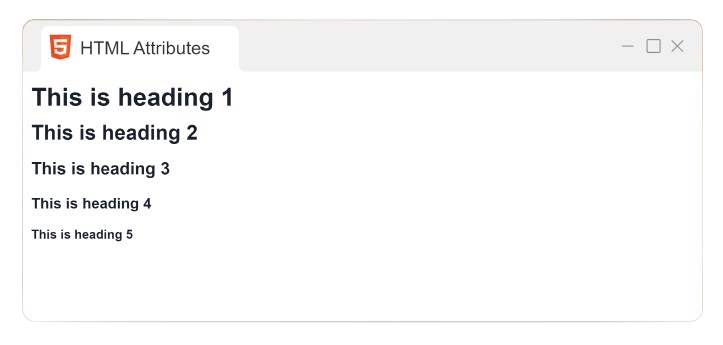 HTML Attributes
This is heading 1
This is heading 2
This is heading 3
This is heading 4
This is heading 5